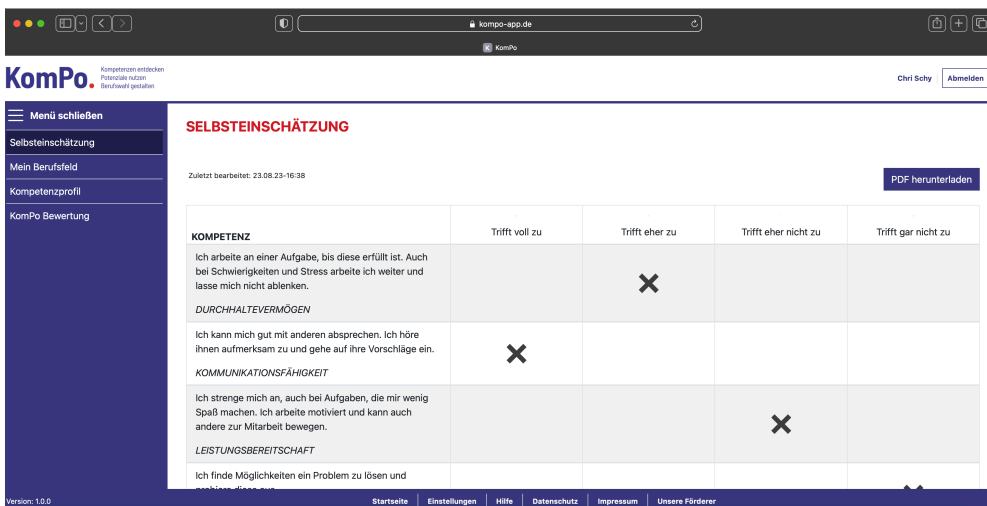 kompo-app.de
K KomPo
KomPo.
Kompetenzen entdecken
Potenziale nutzen
Berufswahl gestalten
Chri Schy
Abmelden
Menü schließen
Selbsteinschätzung
Mein Berufsfeld
Kompetenzprofil
KomPo Bewertung
SELBSTEINSCHÄTZUNG
Zuletzt bearbeitet: 23.08.23-16:38
PDF herunterladen
KOMPETENZ
Trifft voll zu
Trifft eher zu
Trifft eher nicht zu
Trifft gar nicht zu
Ich arbeite an einer Aufgabe, bis diese erfüllt ist. Auch
bei Schwierigkeiten und Stress arbeite ich weiter und
lasse mich nicht ablenken.
DURCHHALTEVERMÖGEN
Ich kann mich gut mit anderen absprechen. Ich höre
ihnen aufmerksam zu und gehe auf ihre Vorschläge ein.
KOMMUNIKATIONSFÄHIGKEIT
Ich strenge mich an, auch bei Aufgaben, die mir wenig
Spaß machen. Ich arbeite motiviert und kann auch
andere zur Mitarbeit bewegen.
LEISTUNGSBEREITSCHAFT
Ich finde Möglichkeiten ein Problem zu lösen und
Version: 1.0.0
Startseite
Einstellungen
Hilfe
Datenschutz
Impressum
Unsere Förderer